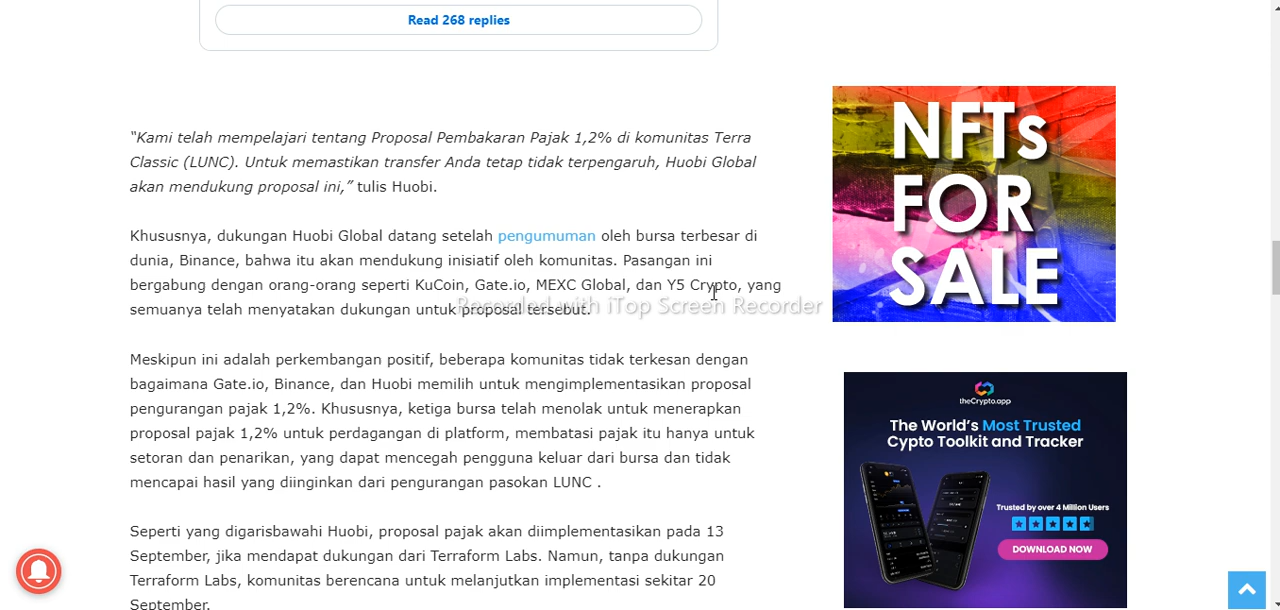 Read 268 replies
“Kami telah mempelajari tentang Proposal Pembakaran Pajak 1,2% di komunitas Terra
Classic (LUNC). Untuk memastikan transfer Anda tetap tidak terpengaruh, Huobi Global
akan mendukung proposal ini,” tulis Huobi.
Khususnya, dukungan Huobi Global datang setelah pengumuman oleh bursa terbesar di
dunia, Binance, bahwa itu akan mendukung inisiatif oleh komunitas. Pasangan ini
bergabung dengan orang-orang seperti KuCoin, Gate.io, MEXC Global, dan Y5 Crypto, yang
semuanya telah menyatakan dukungan untuk proposal tersebut.
Recorded with iTop Screen Recorder
Meskipun ini adalah perkembangan positif, beberapa komunitas tidak terkesan dengan
bagaimana Gate.io, Binance, dan Huobi memilih untuk mengimplementasikan proposal
pengurangan pajak 1,2%. Khususnya, ketiga bursa telah menolak untuk menerapkan
proposal pajak 1,2% untuk perdagangan di platform, membatasi pajak itu hanya untuk
setoran dan penarikan, yang dapat mencegah pengguna keluar dari bursa dan tidak
mencapai hasil yang diinginkan dari pengurangan pasokan LUNC .
Seperti yang digarisbawahi Huobi, proposal pajak akan diimplementasikan pada 13
September, jika mendapat dukungan dari Terraform Labs. Namun, tanpa dukungan
Terraform Labs, komunitas berencana untuk melanjutkan implementasi sekitar 20
September.
NFTs
FOR
SALE
theCrypto.app
The World's Most Trusted
Cypto Toolkit and Tracker
Trusted by over 4 Million Users
DOWNLOAD NOW